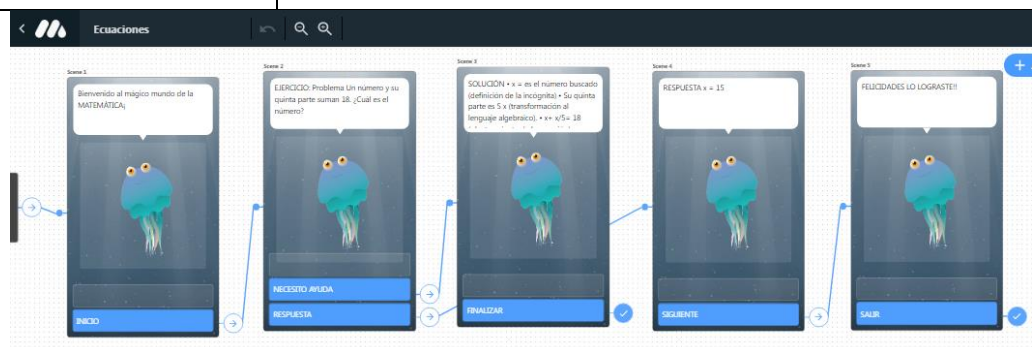 Ecuaciones
Scene 1
Bienvenido al mágico mundo de la
MATEMÁTICA¡
INICIO
Scene 2
EJERCICIO: Problema Un número y su
quinta parte suman 18. ¿Cuál es el
número?
NECESITO AYUDA
RESPUESTA
Scene 3
SOLUCIÓN • x = es el número buscado
(definición de la incógnita) • Su quinta
parte es 5 x (transformación al
lenguaje algebraico). • x+ x/5= 18
FINALIZAR
Scene 4
RESPUESTA x = 15
SIGUIENTE
Scene 5
FELICIDADES LO LOGRASTE!!
SALIR